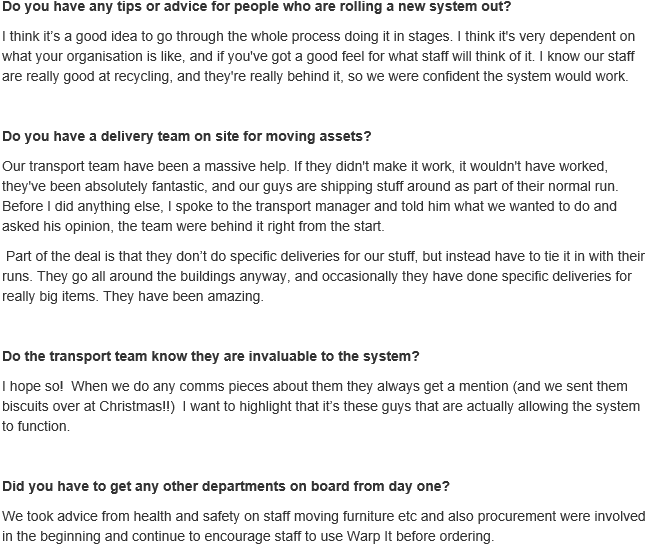 Do you have any tips or advice for people who are rolling a new system out?
I think it's a good idea to go through the whole process doing it in stages. I think it's very dependent on
what your organisation is like, and if you've got a good feel for what staff will think of it. I know our staff
are really good at recycling, and they're really behind it, so we were confident the system would work.
Do you have a delivery team on site for moving assets?
Our transport team have been a massive help. If they didn't make it work, it wouldn't have worked,
they've been absolutely fantastic, and our guys are shipping stuff around as part of their normal run.
Before I did anything else, I spoke to the transport manager and told him what we wanted to do and
asked his opinion, the team were behind it right from the start.
Part of the deal is that they don't do specific deliveries for our stuff, but instead have to tie it in with their
runs. They go all around the buildings anyway, and occasionally they have done specific deliveries for
really big items. They have been amazing.
Do the transport team know they are invaluable to the system?
I hope so!  When we do any comms pieces about them they always get a mention (and we sent them
biscuits over at Christmas!!)  I want to highlight that it's these guys that are actually allowing the system
to function.
Did you have to get any other departments on board from day one?
We took advice from health and safety on staff moving furniture etc and also procurement were involved
in the beginning and continue to encourage staff to use Warp It before ordering.